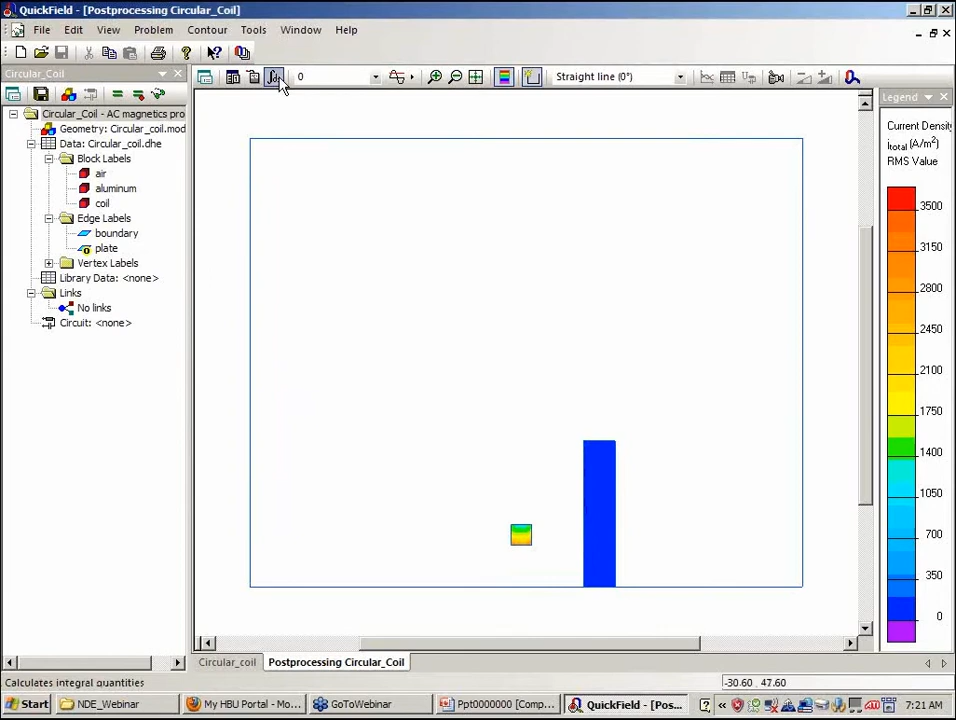 QuickField - [Postprocessing Circular_Coil]
File Edit View Problem Contour Tools Window Help
Circular_Coil
0
Straight line (0°)
Legend
Circular_Coil - AC magnetics pro
Geometry: Circular_coil.mod
Data: Circular_coil.dhe
Block Labels
air
aluminum
coil
Edge Labels
boundary
plate
Vertex Labels
Library Data: <none>
Links
No links
Circuit: <none>
Current Density
itotal (A/m²)
RMS Value
3500
3150
2800
2450
2100
1750
1400
1050
700
350
0
Circular_coil Postprocessing Circular_Coil
Calculates integral quantities
-30.60 , 47.60
Start NDE_Webinar My HBU Portal - Mo... GoToWebinar Ppt0000000 [Comp... QuickField - [Pos... 7:21 AM